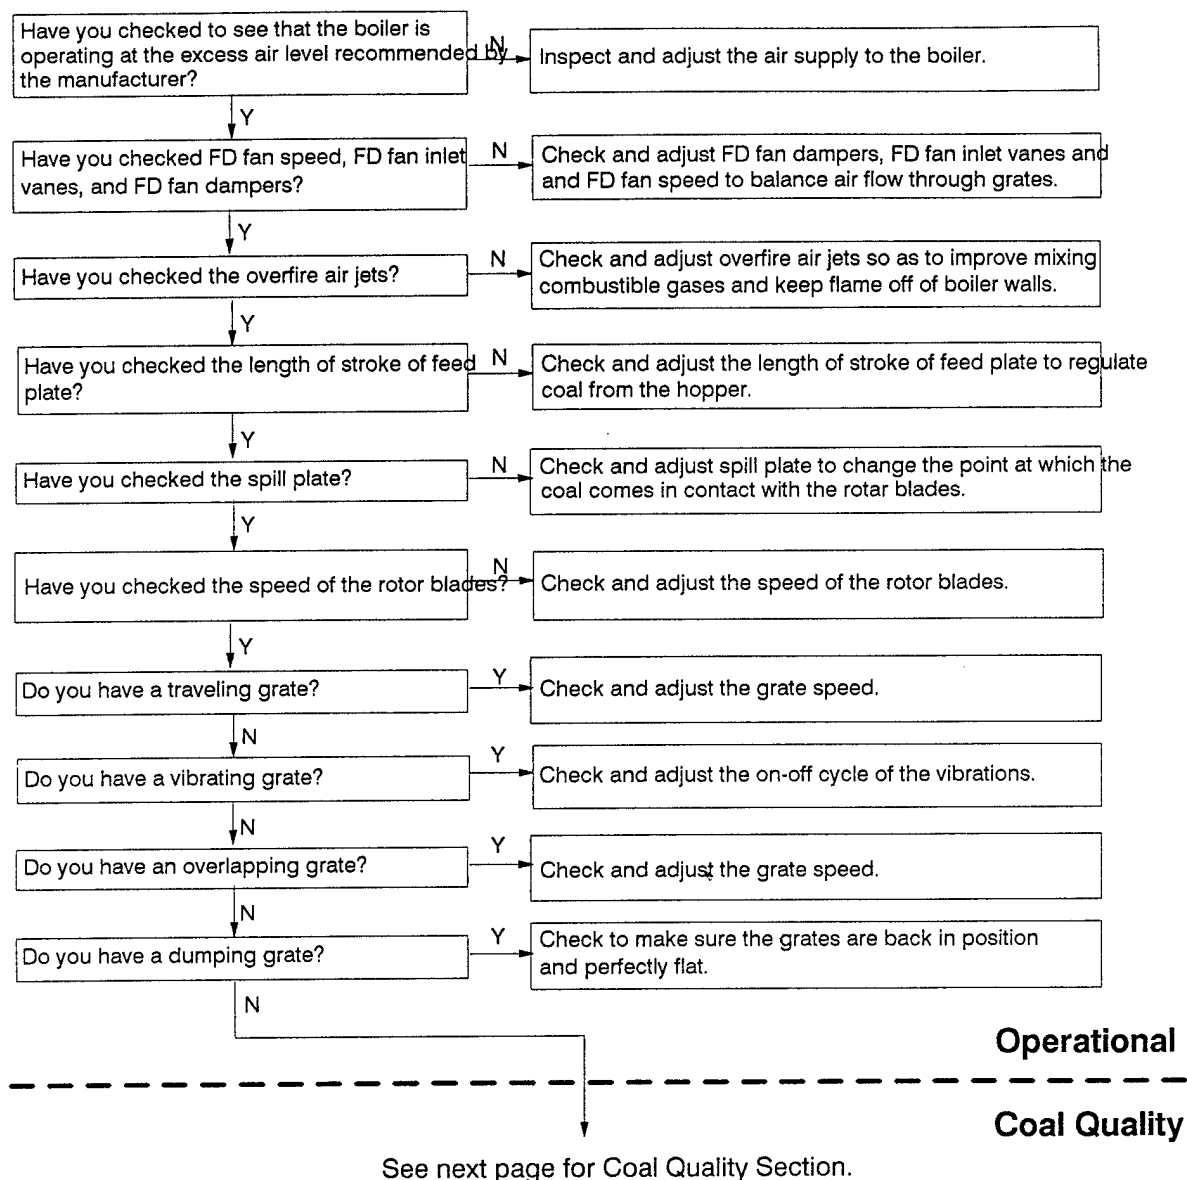 Have you checked to see that the boiler is
operating at the excess air level recommended by
the manufacturer?
N
Inspect and adjust the air supply to the boiler.
Y
Have you checked FD fan speed, FD fan inlet
vanes, and FD fan dampers?
N
Check and adjust FD fan dampers, FD fan inlet vanes and
and FD fan speed to balance air flow through grates.
Y
Have you checked the overfire air jets?
N
Check and adjust overfire air jets so as to improve mixing
combustible gases and keep flame off of boiler walls.
Y
Have you checked the length of stroke of feed
plate?
N
Check and adjust the length of stroke of feed plate to regulate
coal from the hopper.
Y
Have you checked the spill plate?
N
Check and adjust spill plate to change the point at which the
coal comes in contact with the rotar blades.
Y
Have you checked the speed of the rotor blades?
N
Check and adjust the speed of the rotor blades.
Y
Do you have a traveling grate?
Y
Check and adjust the grate speed.
N
Do you have a vibrating grate?
Y
Check and adjust the on-off cycle of the vibrations.
N
Do you have an overlapping grate?
Y
Check and adjust the grate speed.
N
Do you have a dumping grate?
Y
Check to make sure the grates are back in position
and perfectly flat.
N
Operational
Coal Quality
See next page for Coal Quality Section.